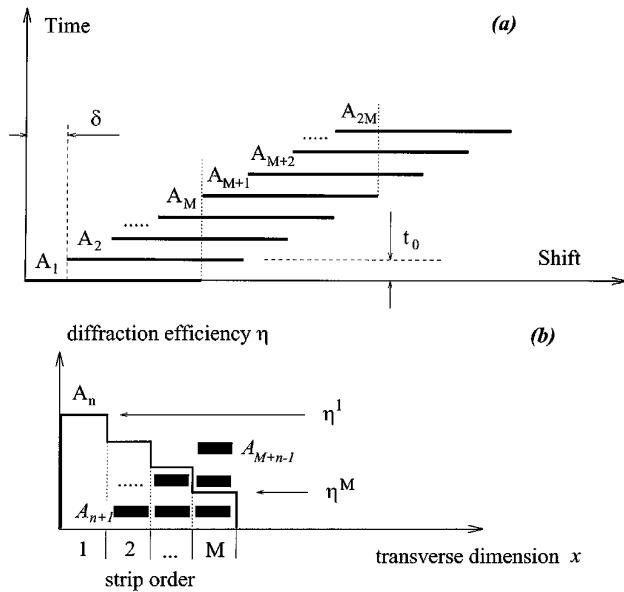 Time
(a)
δ
A2M
.....
AM+2
AM+1
AM
.....
A2
A1
t0
Shift
diffraction efficiency η
(b)
An
η1
AM+n-1
.....
ηM
An+1
1 2 ... M
transverse dimension x
strip order